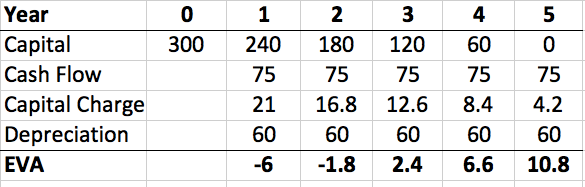 Year 0 1 2 3 4 5
Capital 300 240 180 120 60 0
Cash Flow 75 75 75 75 75
Capital Charge 21 16.8 12.6 8.4 4.2
Depreciation 60 60 60 60 60
EVA -6 -1.8 2.4 6.6 10.8